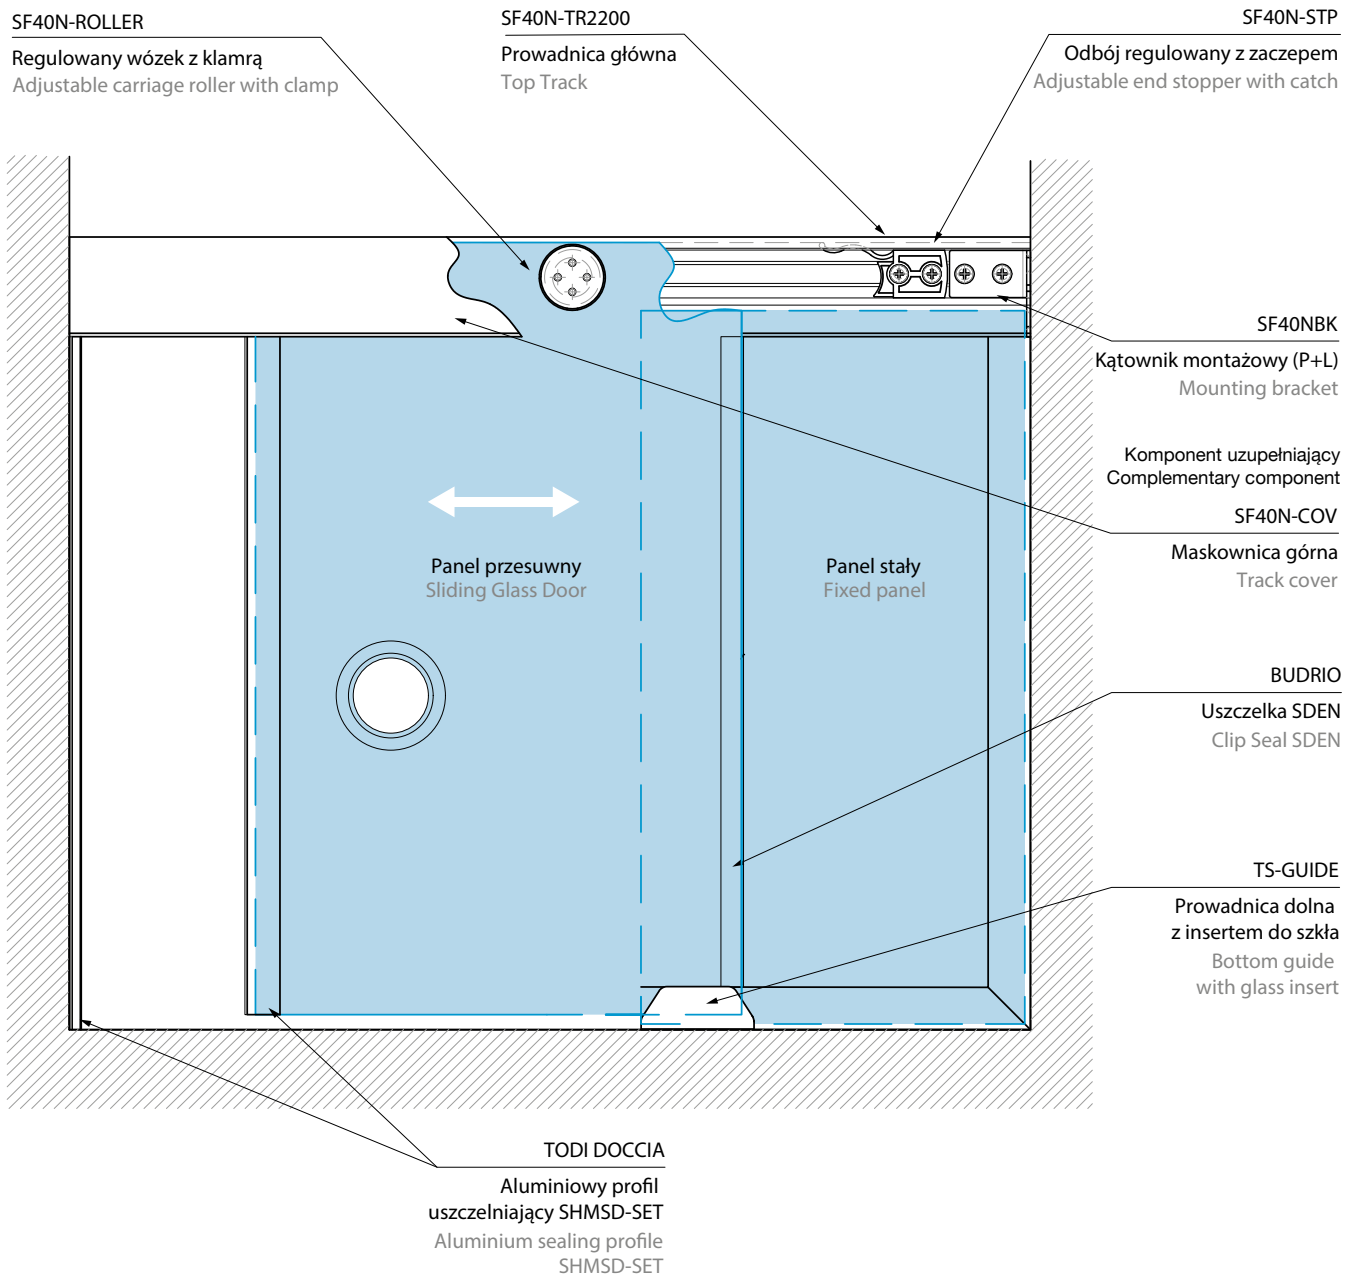 SF40N-ROLLER
Regulowany wózek z klamrą
Adjustable carriage roller with clamp
SF40N-TR2200
Prowadnica główna
Top Track
SF40N-STP
Odbój regulowany z zaczepem
Adjustable end stopper with catch
SF40NBK
Kątownik montażowy (P+L)
Mounting bracket
Komponent uzupełniający
Complementary component
SF40N-COV
Maskownica górna
Track cover
Panel przesuwny
Sliding Glass Door
Panel stały
Fixed panel
BUDRIO
Uszczelka SDEN
Clip Seal SDEN
TS-GUIDE
Prowadnica dolna
z insertem do szkła
Bottom guide
with glass insert
TODI DOCCIA
Aluminiowy profil
uszczelniający SHMSD-SET
Aluminium sealing profile
SHMSD-SET